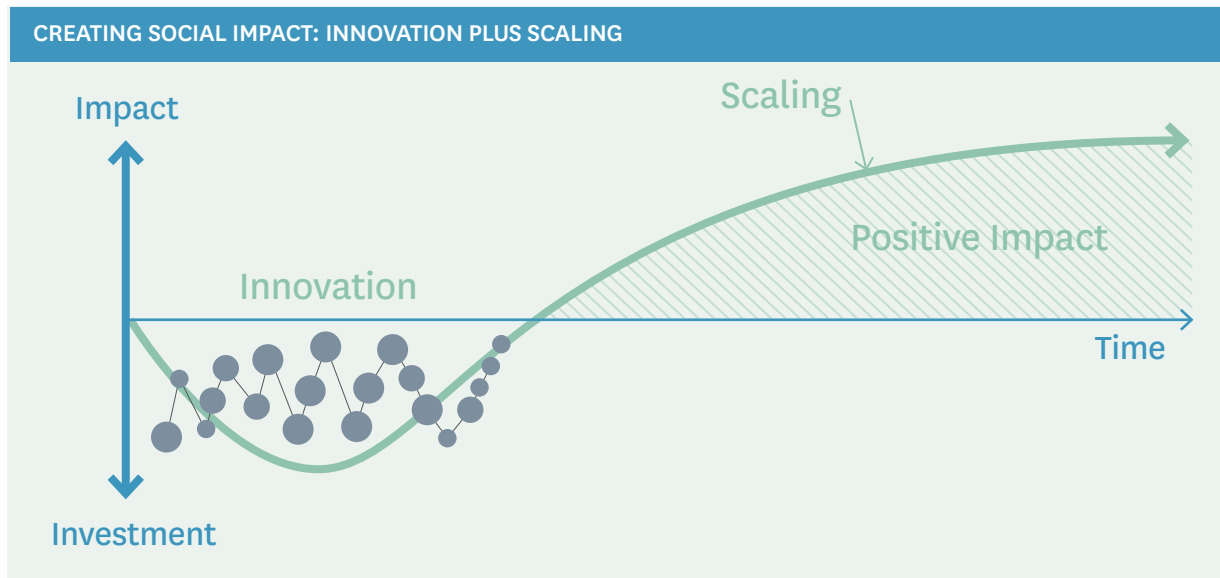 CREATING SOCIAL IMPACT: INNOVATION PLUS SCALING
Impact
Scaling
Positive Impact
Innovation
Time
Investment